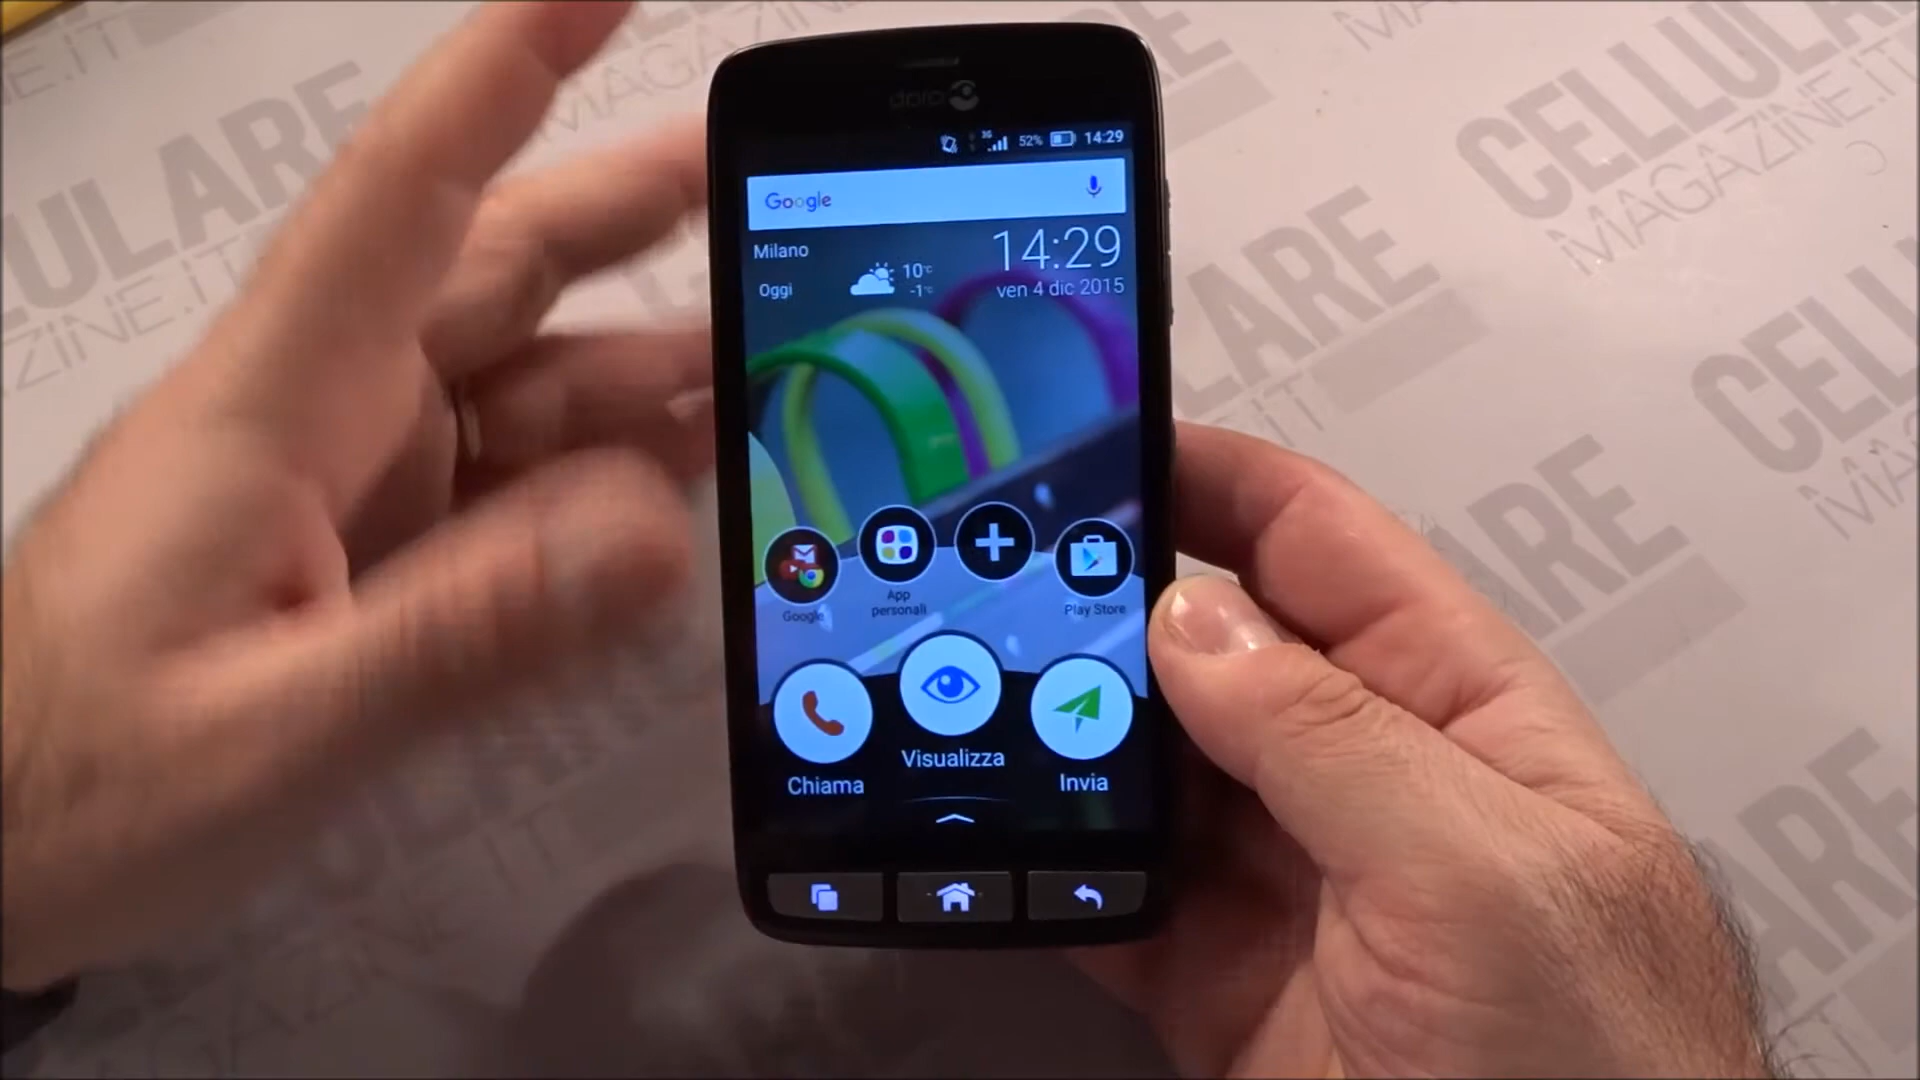 CELLULARE
MAGAZINE.IT
doro
3G 52% 14:29
Google
Milano
14:29
Oggi
10°C
-1°C
ven 4 dic 2015
Google
App
personali
Play Store
Chiama
Visualizza
Invia